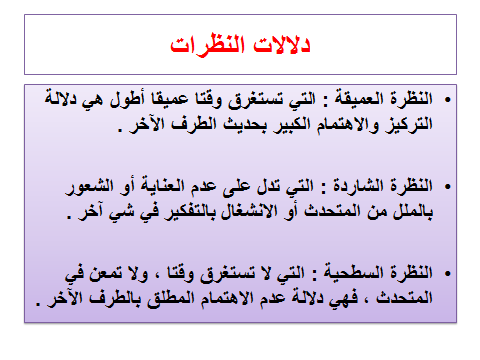 دلالات النظرات
• النظرة العميقة : التي تستغرق وقتا عميقا أطول هي دلالة
التركيز والاهتمام الكبير بحديث الطرف الآخر .
• النظرة الشاردة : التي تدل على عدم العناية أو الشعور
بالملل من المتحدث أو الانشغال بالتفكير في شي آخر .
• النظرة السطحية : التي لا تستغرق وقتا ، ولا تمعن في
المتحدث ، فهي دلالة عدم الاهتمام المطلق بالطرف الآخر .